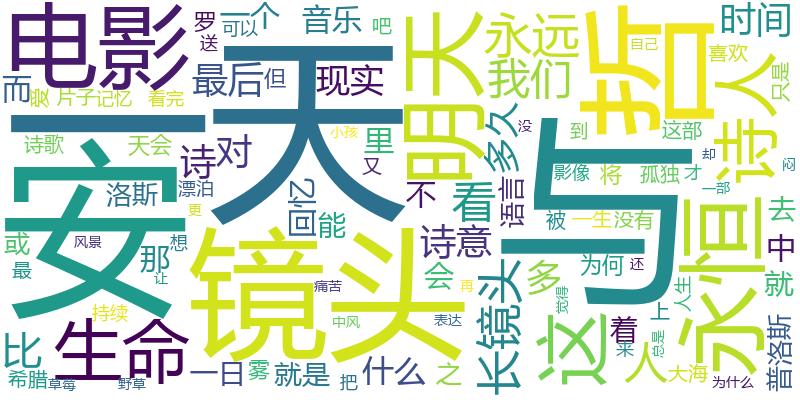 电影
罗
送
一个
可以
音乐
吧
永远
时间
而
聪
片子
记忆
看完
最后
但
现实
我们
喜欢
自己
只是
人
哲
明天
诗
诗歌
天会
诗
对
小孩
里
多久
没
到
这部
却
闷
一天
安
洛斯
漂泊
回忆
又
不
看
语言
影像
将
孤独
才
一部
与
更
能
诗意
被
一生
没有
永恒
去
或
风景
那
想
镜头
会
长镜头
多
为何
还
中
最
让
痛苦
觉得
人生
就
持续
中风
再
这
着
上
比
生命
表达
来
总是
普洛斯
希腊
草莓
野草
一日
雾
就是
把
什么
之
人
大海
为什么